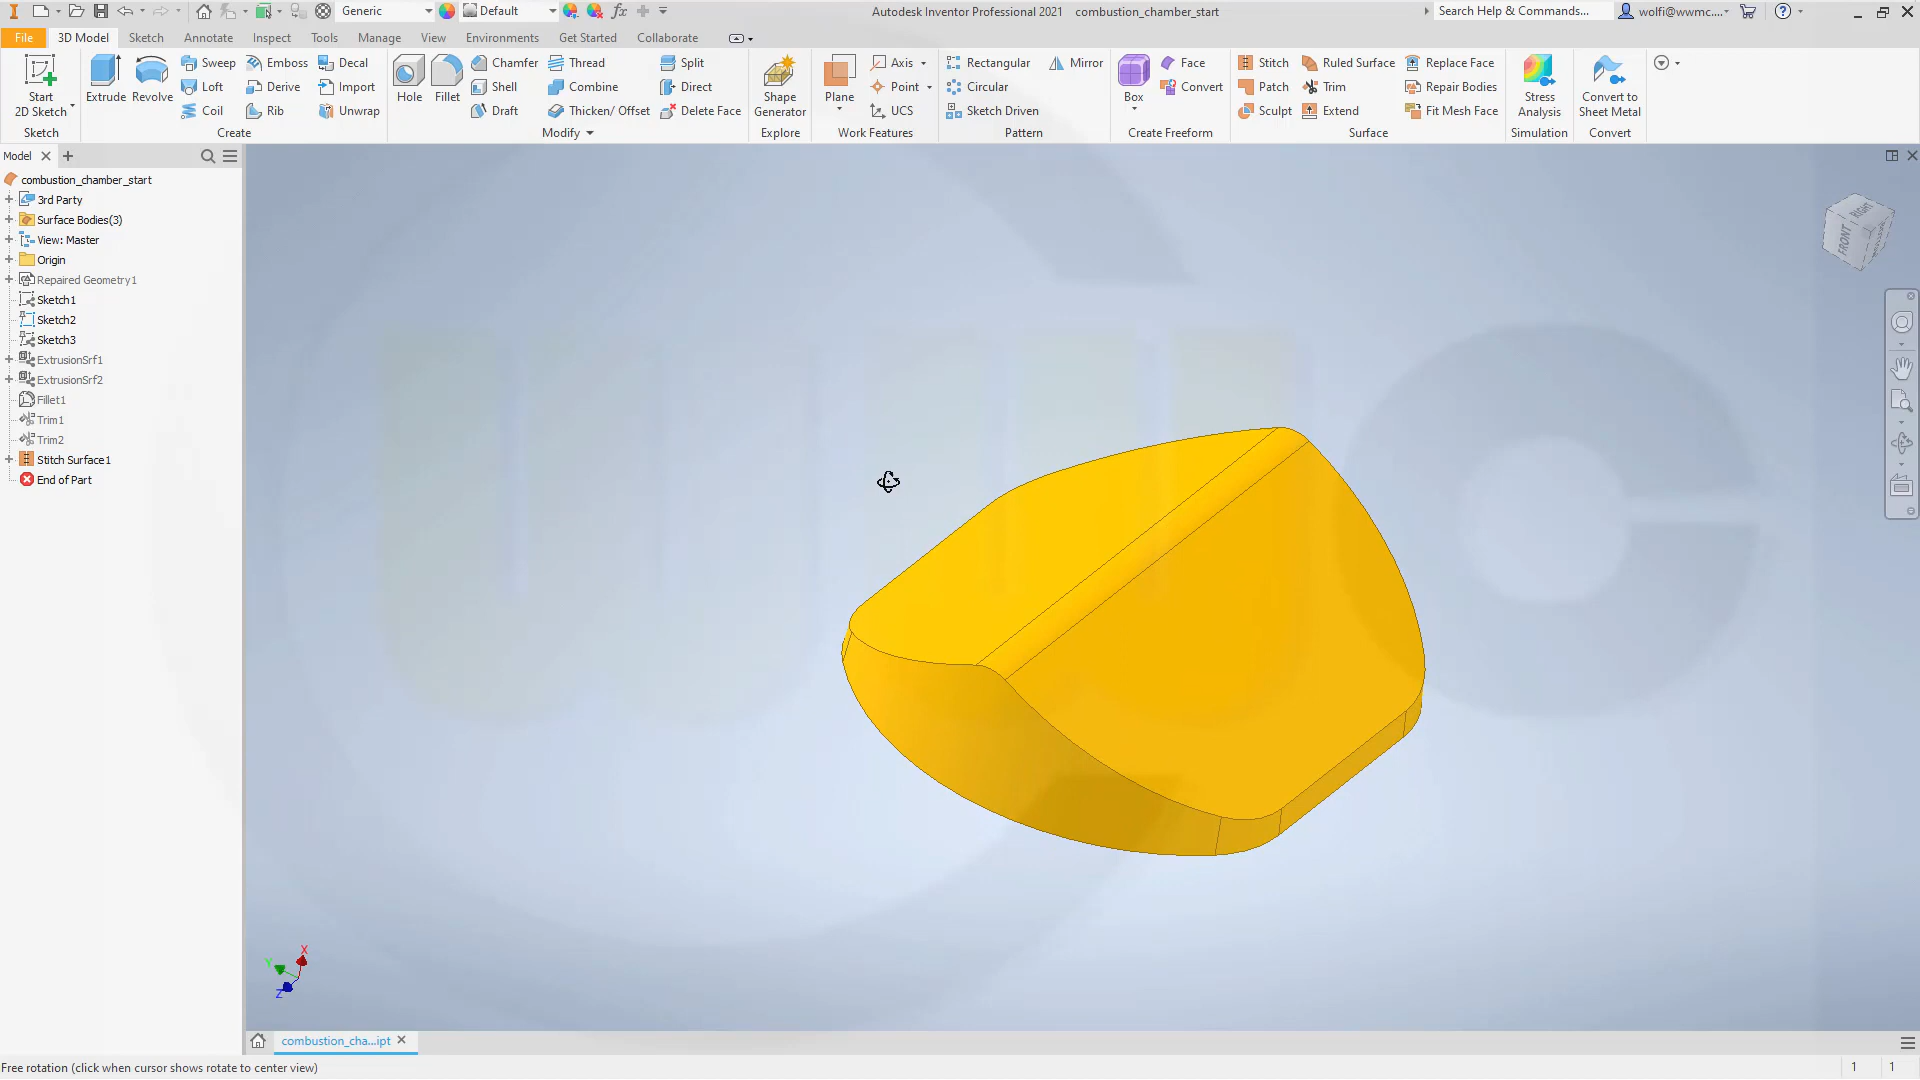 Generic
Default
fx
Autodesk Inventor Professional 2021 combustion_chamber_start
Search Help & Commands...
wolfi@wwmc....
File 3D Model Sketch Annotate Inspect Tools Manage View Environments Get Started Collaborate
Start
2D Sketch
Sketch
Extrude
Revolve
Sweep
Loft
Coil
Emboss
Derive
Rib
Decal
Import
Unwrap
Create
Hole
Fillet
Chamfer
Shell
Draft
Thread
Combine
Thicken/ Offset
Split
Direct
Delete Face
Modify
Shape
Generator
Explore
Plane
Axis
Point
UCS
Work Features
Rectangular
Circular
Sketch Driven
Mirror
Pattern
Box
Face
Convert
Create Freeform
Stitch
Patch
Sculpt
Ruled Surface
Trim
Extend
Replace Face
Repair Bodies
Fit Mesh Face
Surface
Stress
Analysis
Simulation
Convert to
Sheet Metal
Convert
Model
combustion_chamber_start
3rd Party
Surface Bodies(3)
View: Master
Origin
Repaired Geometry1
Sketch1
Sketch2
Sketch3
ExtrusionSrf1
ExtrusionSrf2
Fillet1
Trim1
Trim2
Stitch Surface1
End of Part
RIGHT
FRONT
X
Y
Z
combustion_cha...ipt
Free rotation (click when cursor shows rotate to center view)
1 1